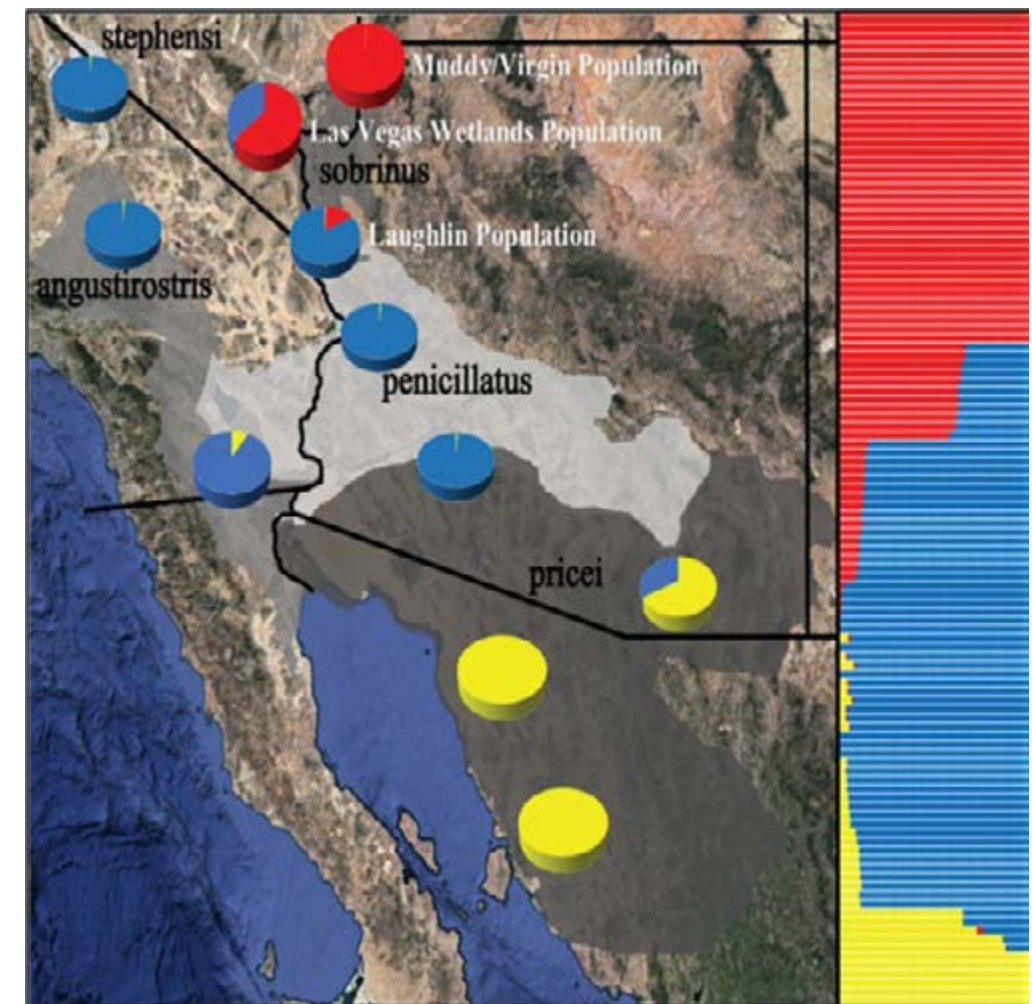 stephensi
Muddy/Virgin Population
Las Vegas Wetlands Population
sobrinus
Laughlin Population
angustirostris
penicillatus
pricei